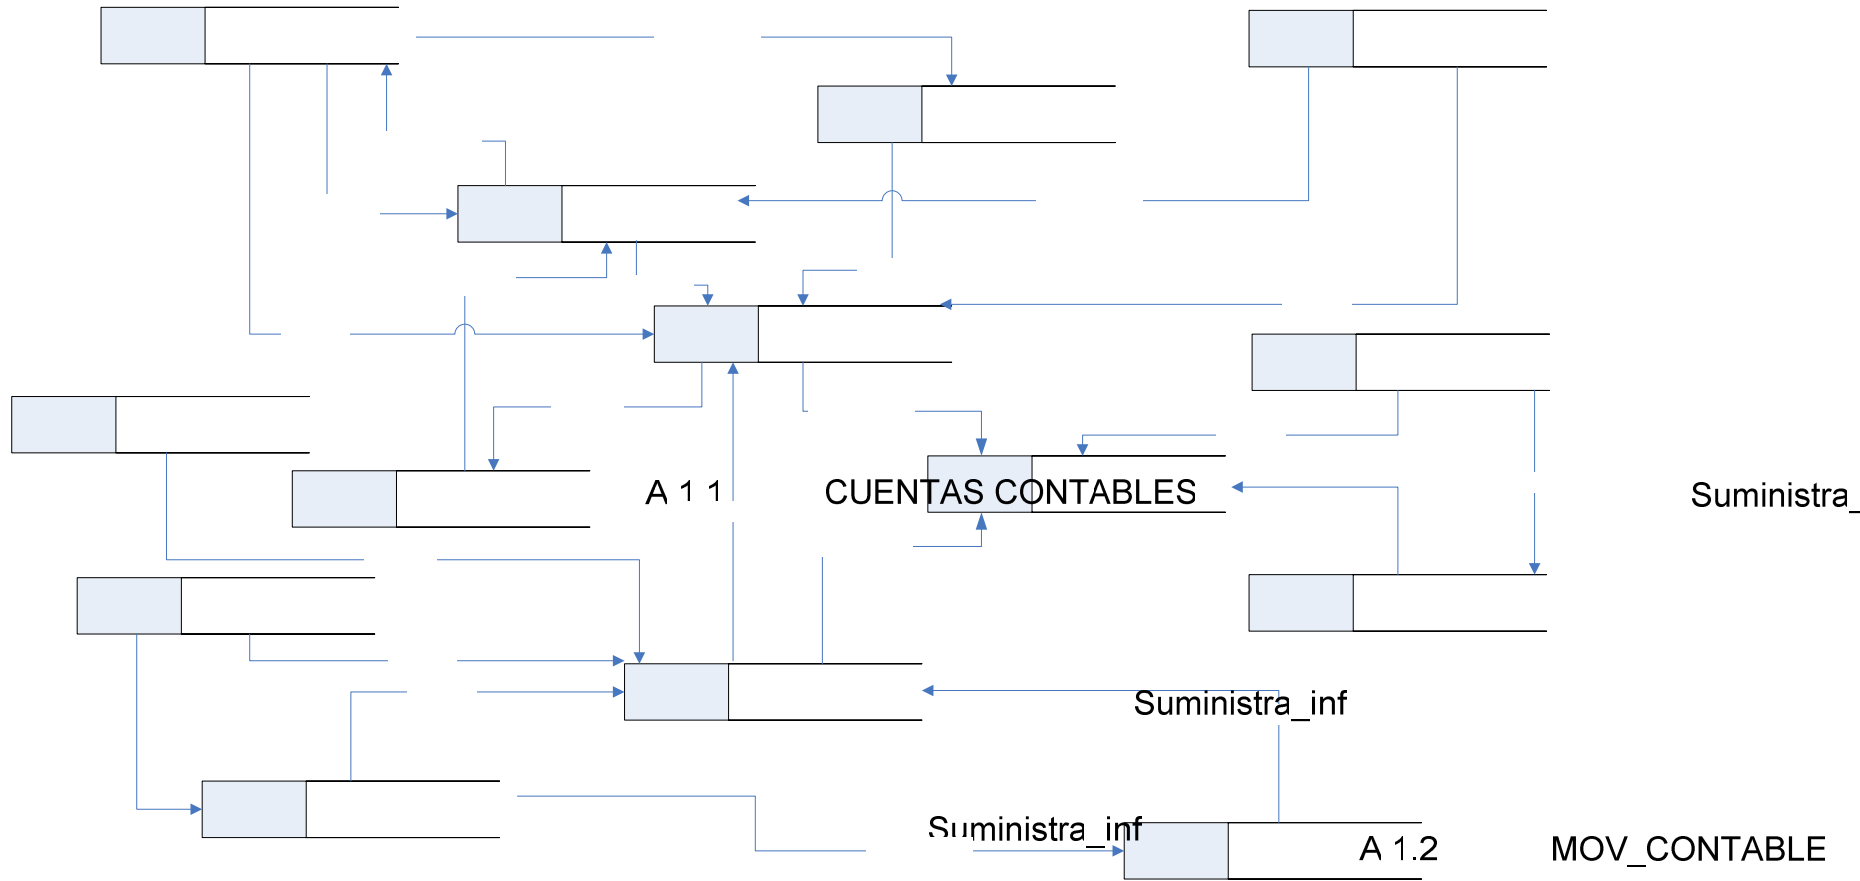 A 1 1 CUENTAS CONTABLES Suministra_
Suministra_inf
Suministra_inf
A 1.2 MOV_CONTABLE